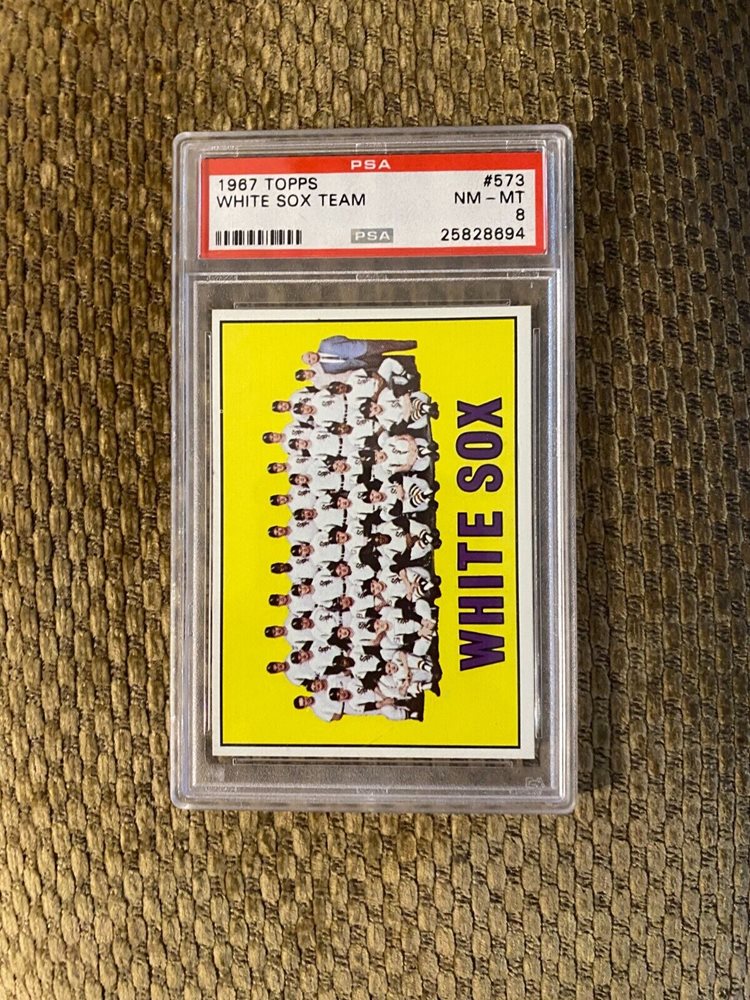 PSA
1967 TOPPS #573
WHITE SOX TEAM NM - MT
8
PSA 25828694
WHITE SOX